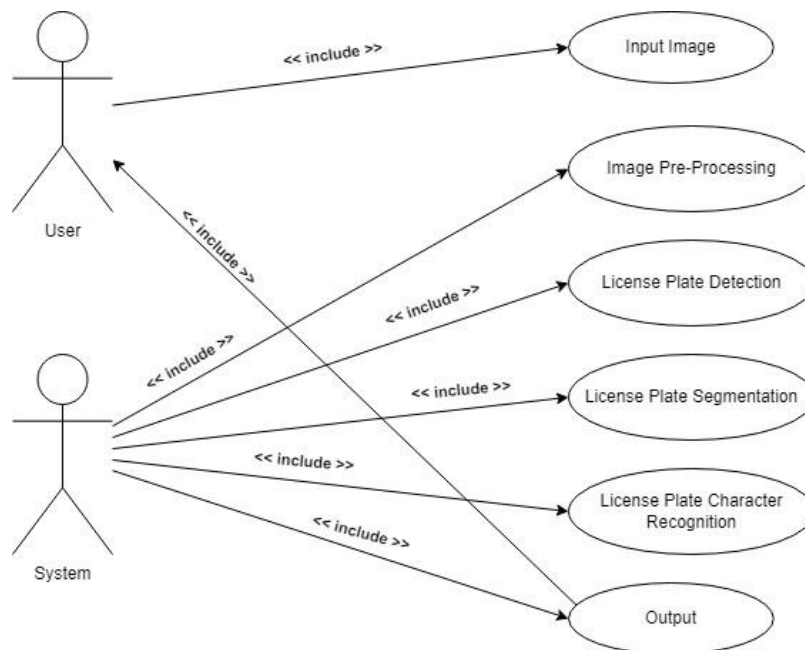 << include >>
Input Image
Image Pre-Processing
<< include >>
User
License Plate Detection
<< include >>
<< include >>
License Plate Segmentation
<< include >>
<< include >>
License Plate Character
Recognition
<< include >>
System
Output